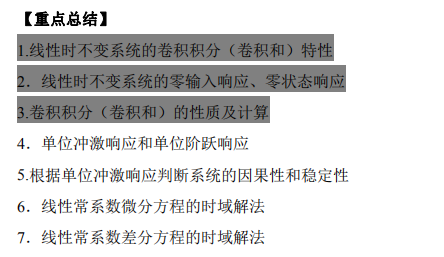 【重点总结】
1.线性时不变系统的卷积积分（卷积和）特性
2．线性时不变系统的零输入响应、零状态响应
3.卷积积分（卷积和）的性质及计算
4．单位冲激响应和单位阶跃响应
5.根据单位冲激响应判断系统的因果性和稳定性
6．线性常系数微分方程的时域解法
7．线性常系数差分方程的时域解法